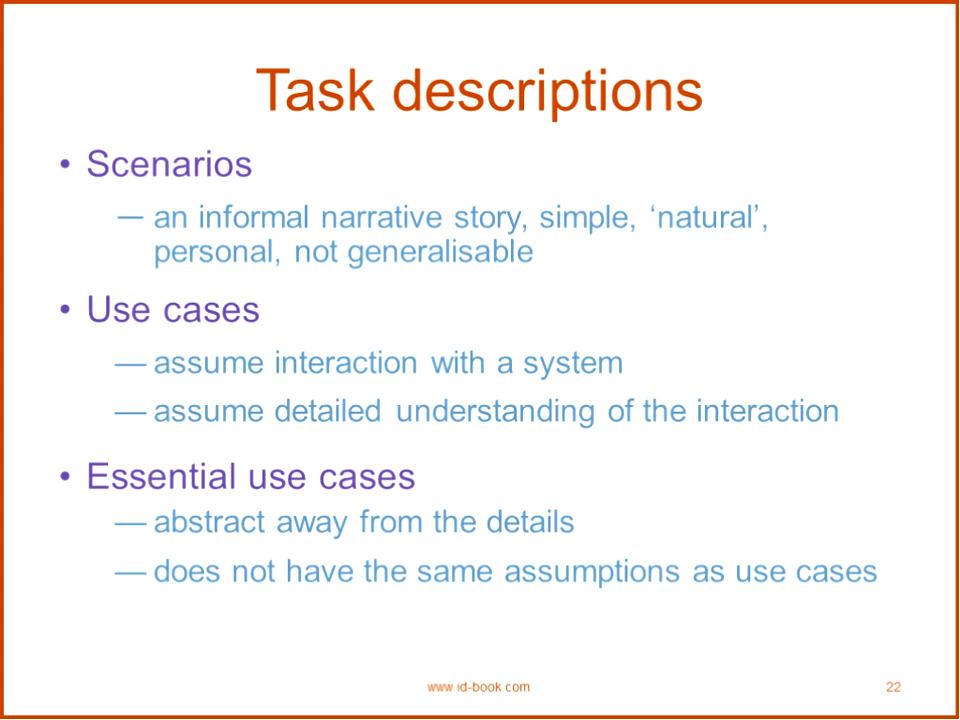 Task descriptions
• Scenarios
— an informal narrative story, simple, ‘natural’,
personal, not generalisable
• Use cases
— assume interaction with a system
— assume detailed understanding of the interaction
• Essential use cases
— abstract away from the details
— does not have the same assumptions as use cases
www.id-book.com
22